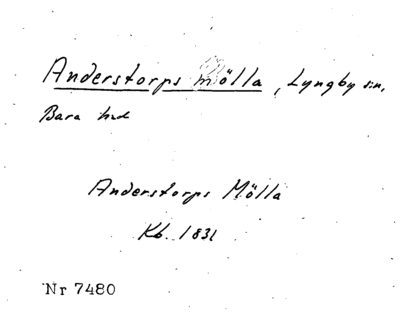 Anderstorps mölla, Lyngby sn,
Bara hd
Anderstorps Mölla
Kb. 1831
Nr 7480